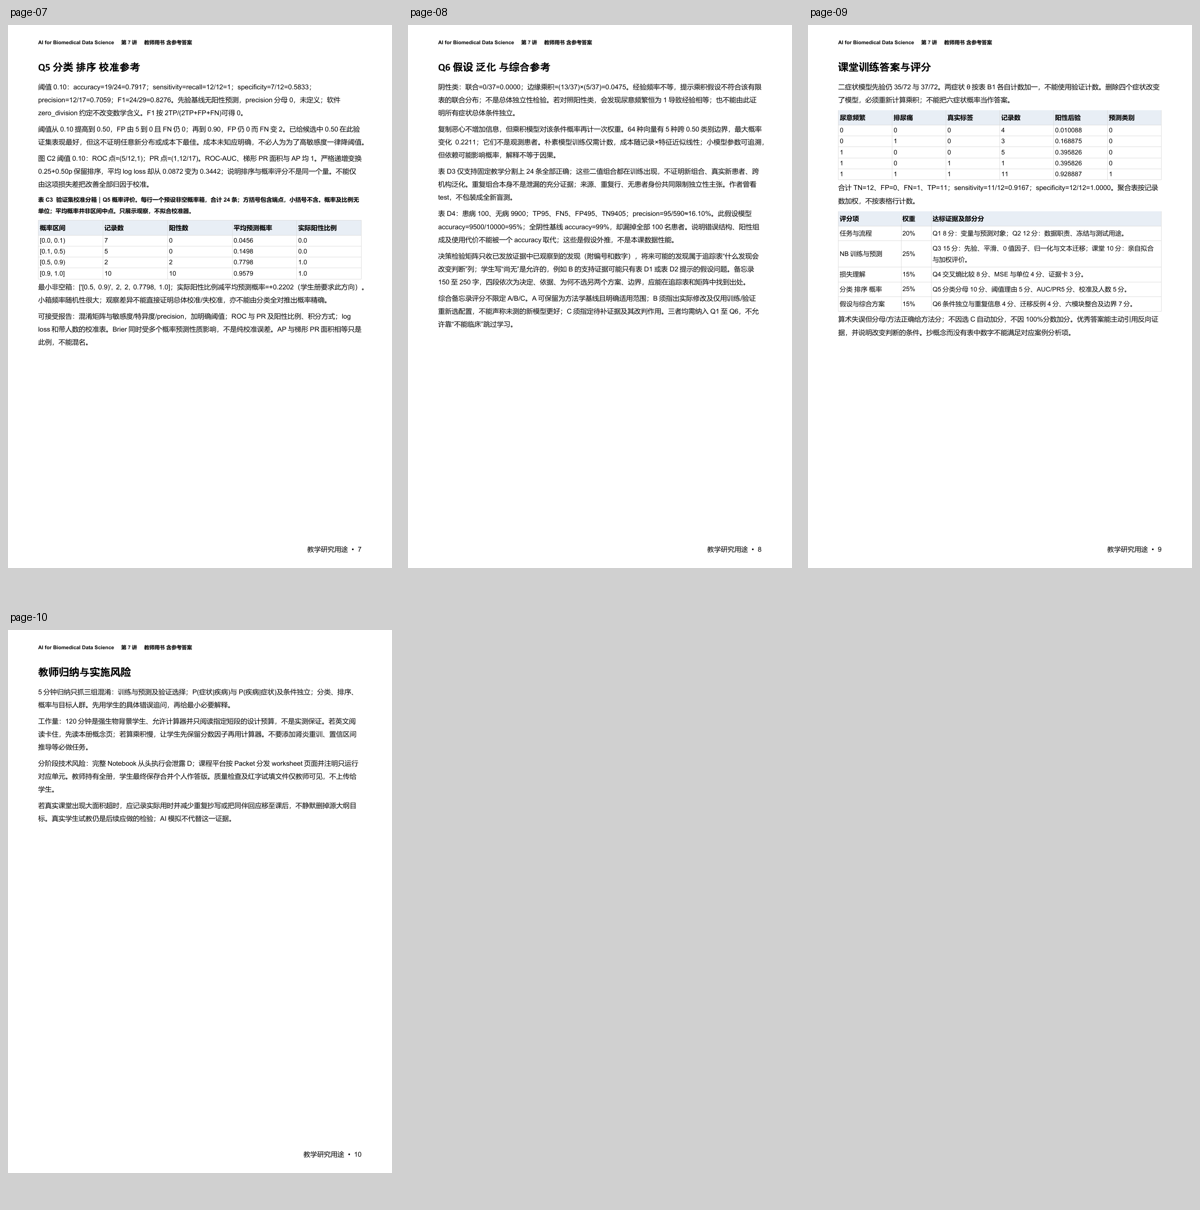 page-07
AI for Biomedical Data Science 第 7 讲 教师用书 含参考答案
Q5 分类 排序 校准参考
阈值 0.10：accuracy=19/24=0.7917；sensitivity=recall=12/12=1；specificity=7/12=0.5833；
precision=12/17=0.7059；F1=24/29=0.8276。先验基线无阳性预测，precision 分母 0，未定义；软件
zero_division 约定不改变数学含义。F1 按 2TP/(2TP+FP+FN)可得 0。
阈值从 0.10 提高到 0.50，FP 由 5 到 0 且 FN 仍 0；再到 0.90，FP 仍 0 而 FN 变 2。已给候选中 0.50 在此验
证集表现最好，但这不证明任意新分布或成本下最佳。成本未知应明确，不必人为为了高敏感度一律降阈值。
图 C2 阈值 0.10：ROC 点=(5/12,1)；PR 点=(1,12/17)。ROC-AUC、梯形 PR 面积与 AP 均 1。严格递增变换
0.25+0.50p 保留排序，平均 log loss 却从 0.0872 变为 0.3442；说明排序与概率评分不是同一个量。不能仅
由这项损失差把改善全部归因于校准。
表 C3 验证集校准分箱｜Q5 概率评价。每行一个预设非空概率箱，合计 24 条；方括号包含端点，小括号不含。概率及比例无
单位；平均概率并非区间中点。只展示观察，不拟合校准器。
概率区间 记录数 阳性数 平均预测概率 实际阳性比例
[0.0, 0.1) 7 0 0.0456 0.0
[0.1, 0.5) 5 0 0.1498 0.0
[0.5, 0.9) 2 2 0.7798 1.0
[0.9, 1.0] 10 10 0.9579 1.0
最小非空箱：['[0.5, 0.9)', 2, 2, 0.7798, 1.0]；实际阳性比例减平均预测概率=+0.2202（学生册要求此方向）。
小箱频率随机性很大；观察差异不能直接证明总体校准/失校准，亦不能由分类全对推出概率精确。
可接受报告：混淆矩阵与敏感度/特异度/precision，加明确阈值；ROC 与 PR 及阳性比例、积分方式；log
loss 和带人数的校准表。Brier 同时受多个概率预测性质影响，不是纯校准误差。AP 与梯形 PR 面积相等只是
此例，不能混名。
教学研究用途 • 7
page-08
AI for Biomedical Data Science 第 7 讲 教师用书 含参考答案
Q6 假设 泛化 与综合参考
阴性类：联合=0/37=0.0000；边缘乘积=(13/37)×(5/37)=0.0475。经验频率不等，提示乘积假设不符合该有限
表的联合分布；不是总体独立性检验。若对照阳性类，会发现尿意频繁恒为 1 导致经验相等；也不能由此证
明所有症状总体条件独立。
复制恶心不增加信息，但乘积模型对该条件概率再计一次权重。64 种向量有 5 种跨 0.50 类别边界，最大概率
变化 0.2211；它们不是观测患者。朴素模型训练仅需计数，成本随记录×特征近似线性；小模型参数可追溯，
但依赖可能影响概率，解释不等于因果。
表 D3 仅支持固定教学分割上 24 条全部正确；这些二值组合都在训练出现，不证明新组合、真实新患者、跨
机构泛化。重复组合本身不是泄漏的充分证据；来源、重复行、无患者身份共同限制独立性主张。作者曾看
test，不包装成全新盲测。
表 D4：患病 100，无病 9900；TP95，FN5，FP495，TN9405；precision=95/590≈16.10%。此假设模型
accuracy=9500/10000=95%；全阴性基线 accuracy=99%，却漏掉全部 100 名患者。说明错误结构、阳性组
成及使用代价不能被一个 accuracy 取代；这些是假设外推，不是本课数据性能。
决策检验矩阵只收已发放证据中已观察到的发现（附编号和数字），将来可能的发现属于追踪表“什么发现会
改变判断”列；学生写“尚无”是允许的，例如 B 的支持证据可能只有表 D1 或表 D2 提示的假设问题。备忘录
150 至 250 字，四段依次为决定、依据、为何不选另两个方案、边界，应能在追踪表和矩阵中找到出处。
综合备忘录评分不限定 A/B/C。A 可保留为方法学基线且明确适用范围；B 须指出实际修改及仅用训练/验证
重新选配置，不能声称未测的新模型更好；C 须指定待补证据及其改判作用。三者均需纳入 Q1 至 Q6，不允
许靠“不能临床”跳过学习。
教学研究用途 • 8
page-09
AI for Biomedical Data Science 第 7 讲 教师用书 含参考答案
课堂训练答案与评分
二症状模型先验仍 35/72 与 37/72。两症状 θ 按表 B1 各自计数加一，不能使用验证计数。删除四个症状改变
了模型，必须重新计算乘积；不能把六症状概率当作答案。
尿意频繁 排尿痛 真实标签 记录数 阳性后验 预测类别
0 0 0 4 0.010088 0
0 1 0 3 0.168875 0
1 0 0 5 0.395826 0
1 0 1 1 0.395826 0
1 1 1 11 0.928887 1
合计 TN=12，FP=0，FN=1，TP=11；sensitivity=11/12=0.9167；specificity=12/12=1.0000。聚合表按记录
数加权，不按表格行计数。
评分项 权重 达标证据及部分分
任务与流程 20% Q1 8 分：变量与预测对象；Q2 12 分：数据职责、冻结与测试用途。
NB 训练与预测 25% Q3 15 分：先验、平滑、0 值因子、归一化与文本迁移；课堂 10 分：亲自拟合
与加权评价。
损失理解 15% Q4 交叉熵比较 8 分、MSE 与单位 4 分、证据卡 3 分。
分类 排序 概率 25% Q5 分类分母 10 分、阈值理由 5 分、AUC/PR5 分、校准及人数 5 分。
假设与综合方案 15% Q6 条件独立与重复信息 4 分、迁移反例 4 分、六模块整合及边界 7 分。
算术失误但分母/方法正确给方法分；不因选 C 自动加分，不因 100%分数加分。优秀答案能主动引用反向证
据，并说明改变判断的条件。抄概念而没有表中数字不能满足对应案例分析项。
教学研究用途 • 9
page-10
AI for Biomedical Data Science 第 7 讲 教师用书 含参考答案
教师归纳与实施风险
5 分钟归纳只抓三组混淆：训练与预测及验证选择；P(症状|疾病)与 P(疾病|症状)及条件独立；分类、排序、
概率与目标人群。先用学生的具体错误追问，再给最小必要解释。
工作量：120 分钟是强生物背景学生，允许计算器并只阅读指定短段的设计预算，不是实测保证。若英文阅
读卡住，先读本册概念页；若算乘积慢，让学生先保留分数因子再用计算器。不要添加肾炎重训、置信区间
推导等必做任务。
分阶段技术风险：完整 Notebook 从头执行会泄露 D；课程平台按 Packet 分发 worksheet 页面并注明只运行
对应单元。教师持有全册，学生最终保存合并个人作答版。质量检查及红字试填文件仅教师可见，不上传给
学生。
若真实课堂出现大面积超时，应记录实际用时并减少重复抄写或把同伴回应移至课后，不静默删掉源大纲目
标。真实学生试教仍是后续应做的检验；AI 模拟不代替这一证据。
教学研究用途 • 10